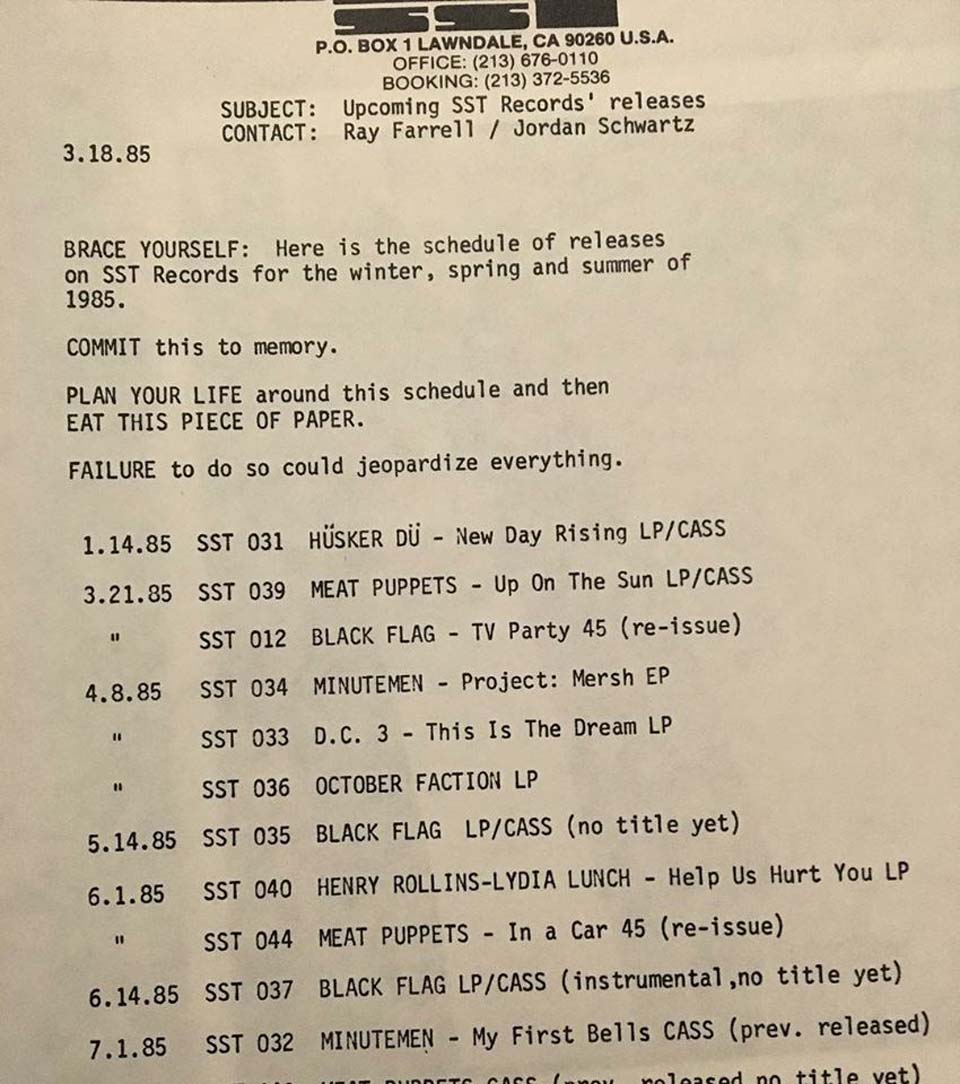 SST
P.O. BOX 1 LAWNDALE, CA 90260 U.S.A.
OFFICE: (213) 676-0110
BOOKING: (213) 372-5536
SUBJECT: Upcoming SST Records' releases
CONTACT: Ray Farrell / Jordan Schwartz
3.18.85
BRACE YOURSELF: Here is the schedule of releases
on SST Records for the winter, spring and summer of
1985.
COMMIT this to memory.
PLAN YOUR LIFE around this schedule and then
EAT THIS PIECE OF PAPER.
FAILURE to do so could jeopardize everything.
1.14.85 SST 031 HÜSKER DÜ - New Day Rising LP/CASS
3.21.85 SST 039 MEAT PUPPETS - Up On The Sun LP/CASS
" SST 012 BLACK FLAG - TV Party 45 (re-issue)
4.8.85 SST 034 MINUTEMEN - Project: Mersh EP
" SST 033 D.C. 3 - This Is The Dream LP
" SST 036 OCTOBER FACTION LP
5.14.85 SST 035 BLACK FLAG LP/CASS (no title yet)
6.1.85 SST 040 HENRY ROLLINS-LYDIA LUNCH - Help Us Hurt You LP
" SST 044 MEAT PUPPETS - In a Car 45 (re-issue)
6.14.85 SST 037 BLACK FLAG LP/CASS (instrumental,no title yet)
7.1.85 SST 032 MINUTEMEN - My First Bells CASS (prev. released)
MEAT PUPPETS CASS (prev. released no title yet)